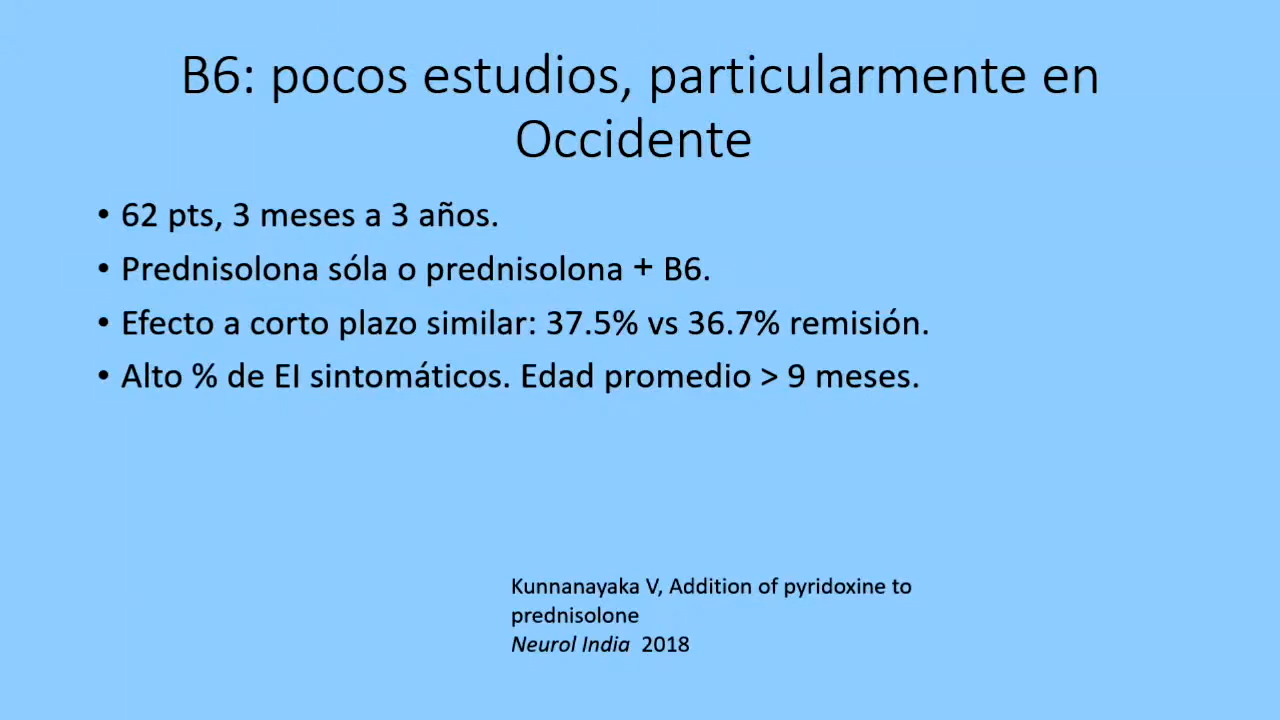 B6: pocos estudios, particularmente en
Occidente
• 62 pts, 3 meses a 3 años.
• Prednisolona sóla o prednisolona + B6.
• Efecto a corto plazo similar: 37.5% vs 36.7% remisión.
• Alto % de EI sintomáticos. Edad promedio > 9 meses.
Kunnanayaka V, Addition of pyridoxine to
prednisolone
Neurol India 2018